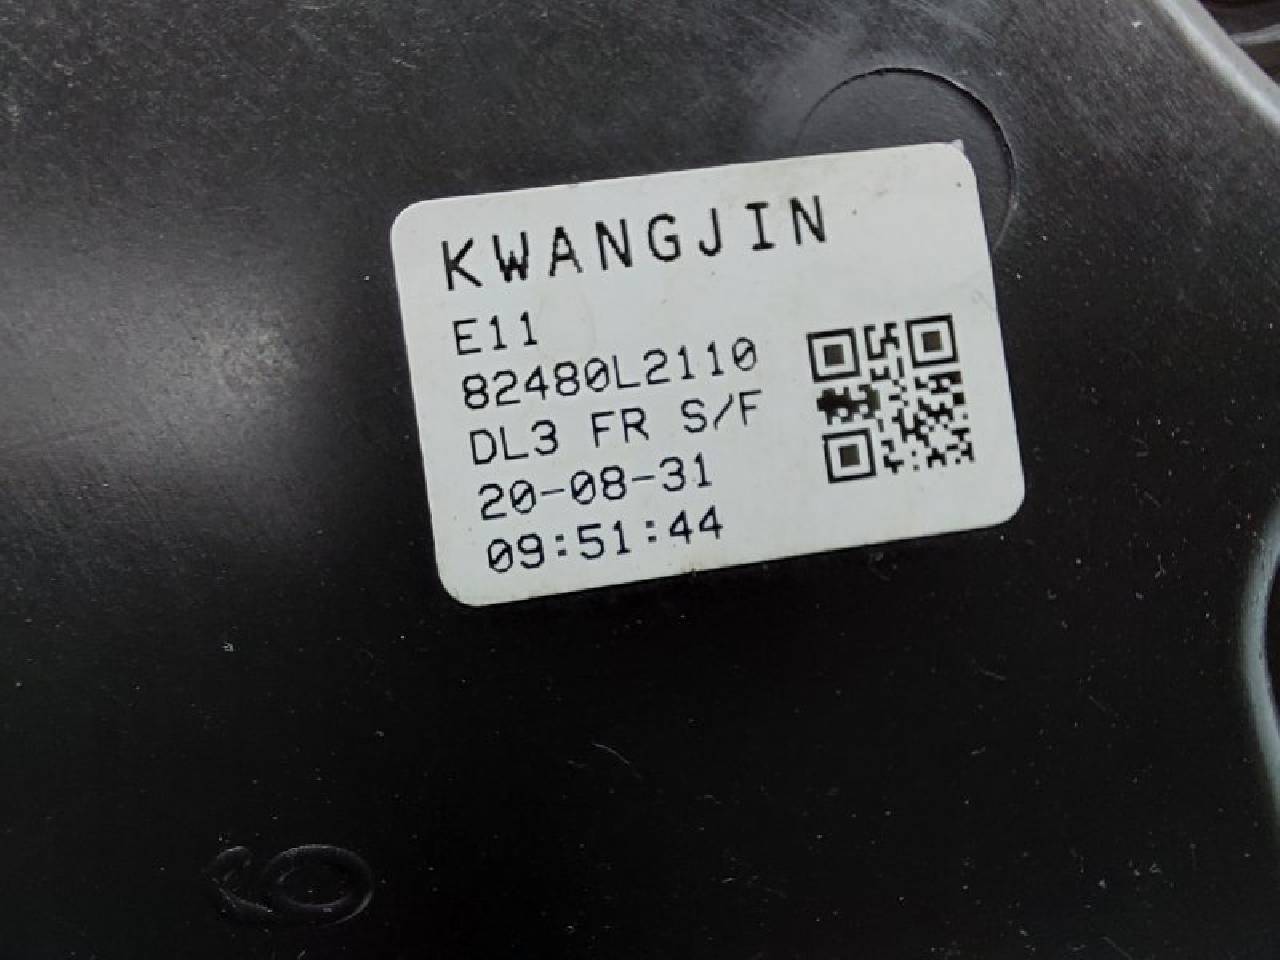 KWANGJIN
E11
82480L2110
DL3 FR S/F
20-08-31
09:51:44